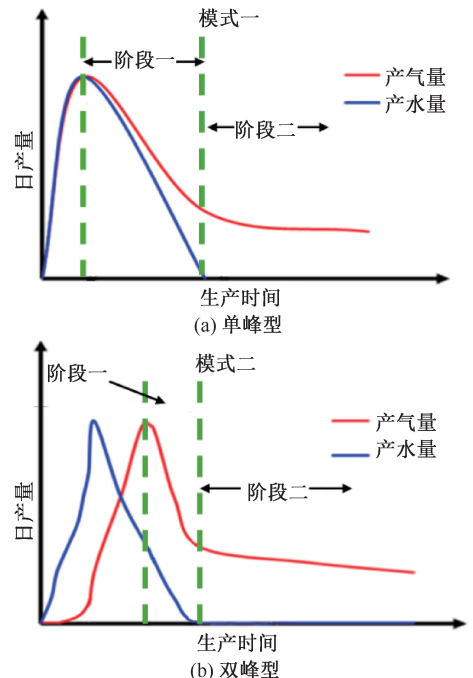 模式一
阶段一
产气量
产水量
阶段二
日产量
生产时间
(a) 单峰型
模式二
阶段一
产气量
产水量
阶段二
日产量
生产时间
(b) 双峰型